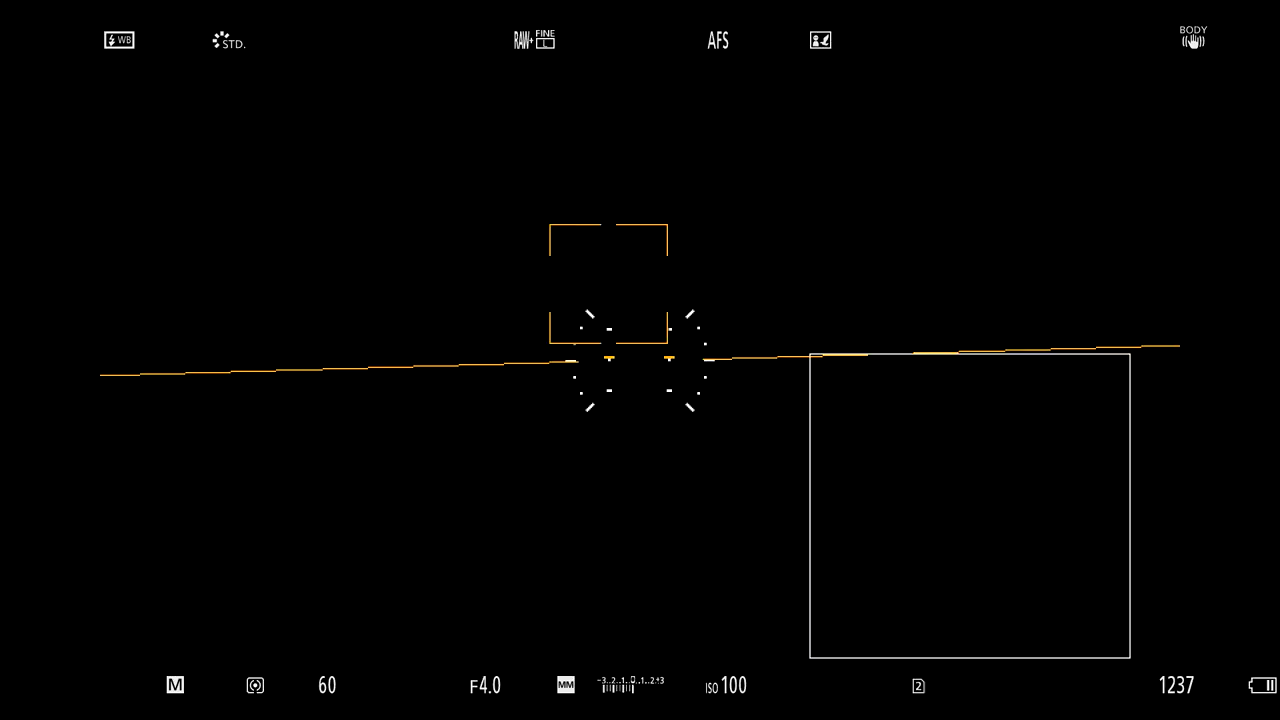 WB STD. RAW+ FINE L AFS BODY
M 60 F4.0 MM -3..2..1..0..1..2.+3 ISO 100 2 1237